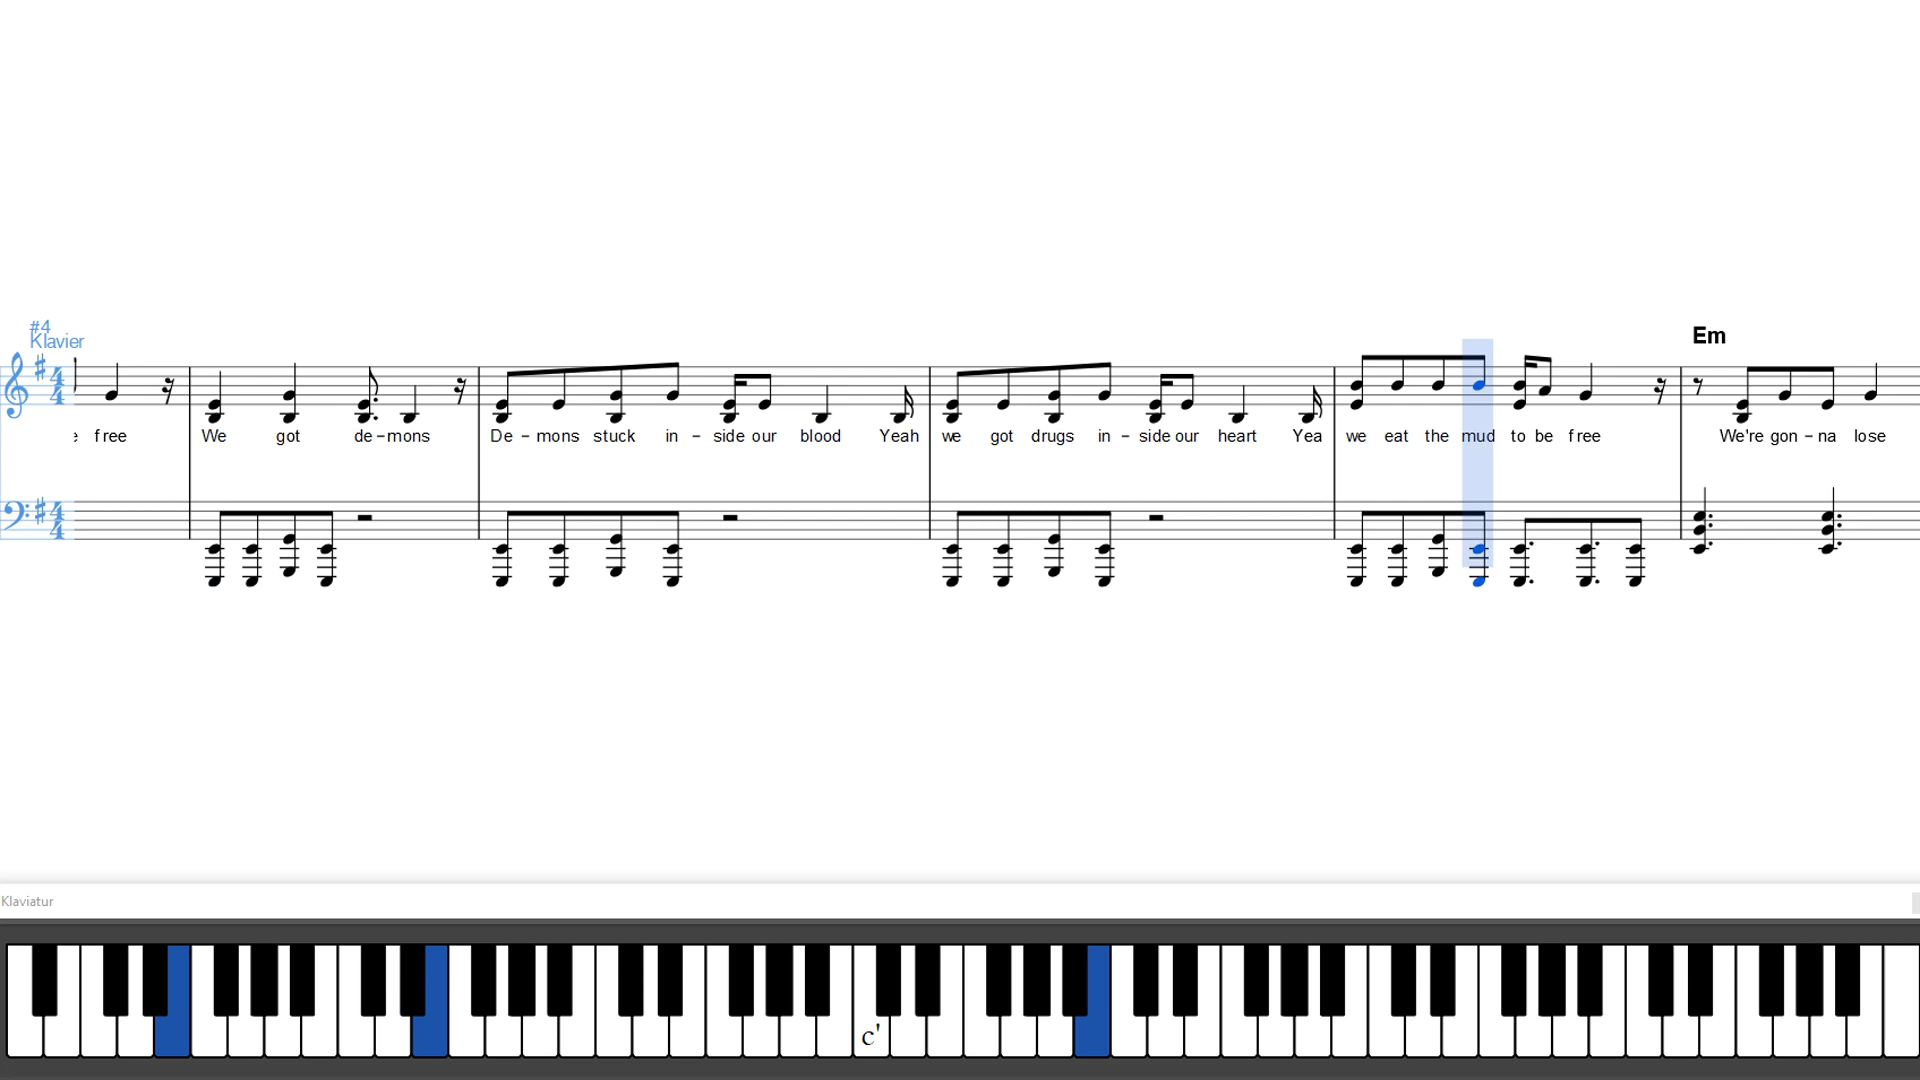 #4
Klavier
Em
e free We got de-mons De-mons stuck in-side our blood Yeah we got drugs in-side our heart Yea we eat the mud to be free We're gon-na lose
Klaviatur
c'